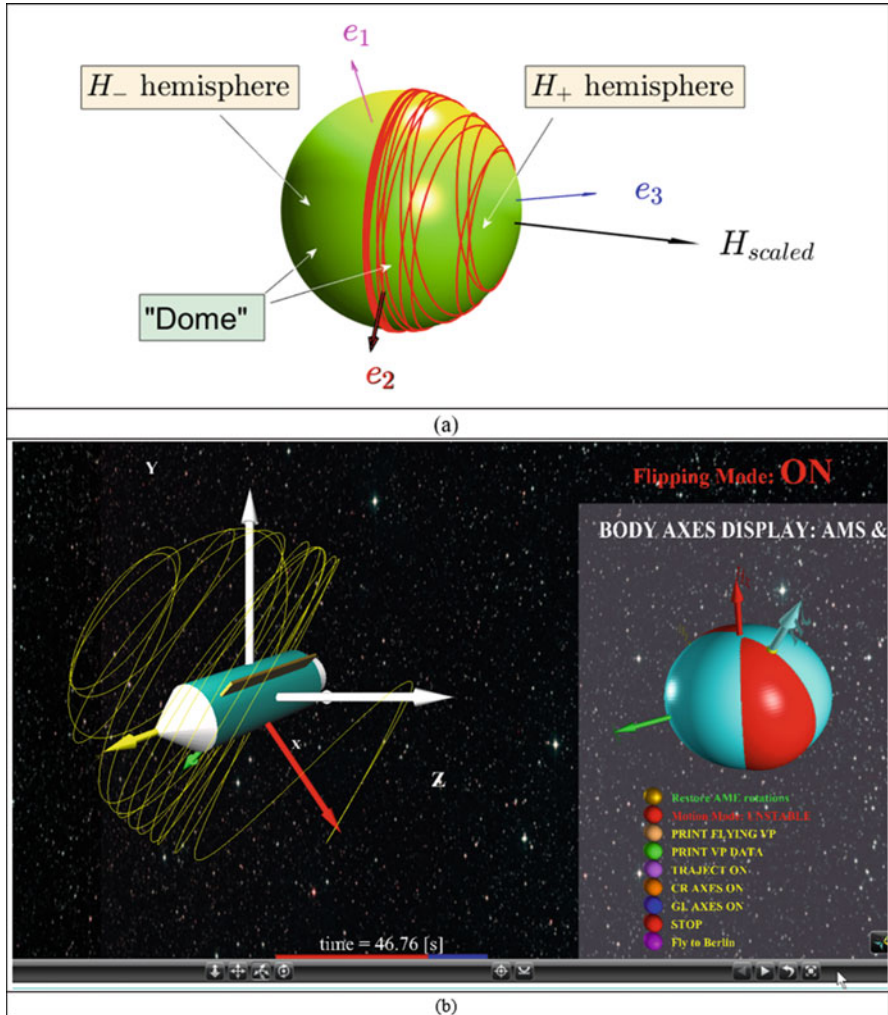 e₁
H₋ hemisphere
H₊ hemisphere
e₃
H_scaled
"Dome"
e₂
(a)
Y
Flipping Mode: ON
BODY AXES DISPLAY: AMS &
X
Z
Restore AME rotations
Motion Mode: UNSTABLE
PRINT FLYING VP
PRINT VP DATA
TRAJECT ON
CR AXES ON
GL AXES ON
STOP
Fly to Berlin
time = 46.76 [s]
(b)